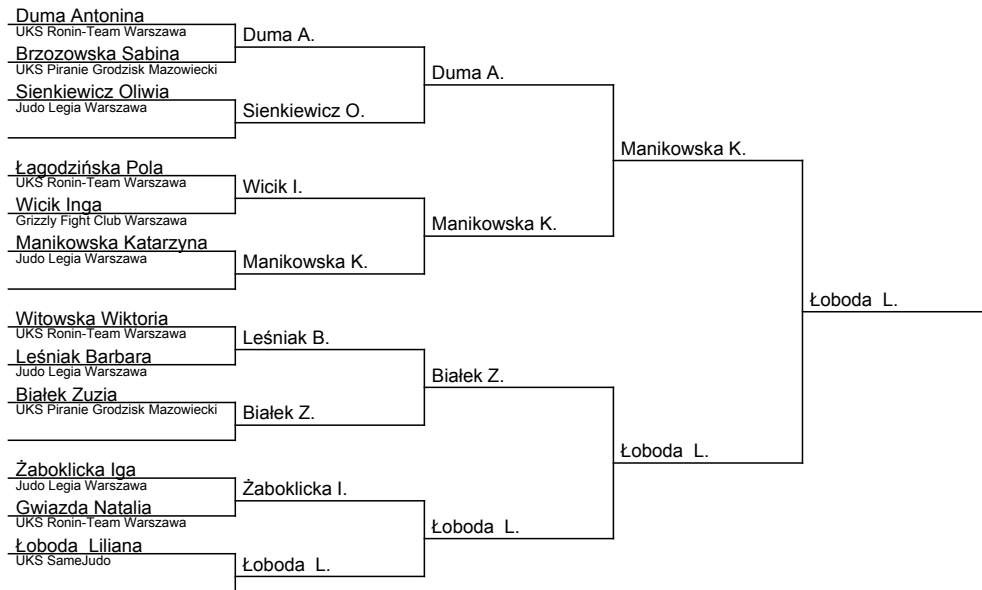 Duma Antonina
UKS Ronin-Team Warszawa
Brzozowska Sabina
UKS Piranie Grodzisk Mazowiecki
Sienkiewicz Oliwia
Judo Legia Warszawa
Łagodzińska Pola
UKS Ronin-Team Warszawa
Wicik Inga
Grizzly Fight Club Warszawa
Manikowska Katarzyna
Judo Legia Warszawa
Witowska Wiktoria
UKS Ronin-Team Warszawa
Leśniak Barbara
Judo Legia Warszawa
Białek Zuzia
UKS Piranie Grodzisk Mazowiecki
Żaboklicka Iga
Judo Legia Warszawa
Gwiazda Natalia
UKS Ronin-Team Warszawa
Łoboda  Liliana
UKS SameJudo
Duma A.
Sienkiewicz O.
Wicik I.
Manikowska K.
Leśniak B.
Białek Z.
Żaboklicka I.
Łoboda  L.
Duma A.
Manikowska K.
Białek Z.
Łoboda  L.
Manikowska K.
Łoboda  L.
Łoboda  L.